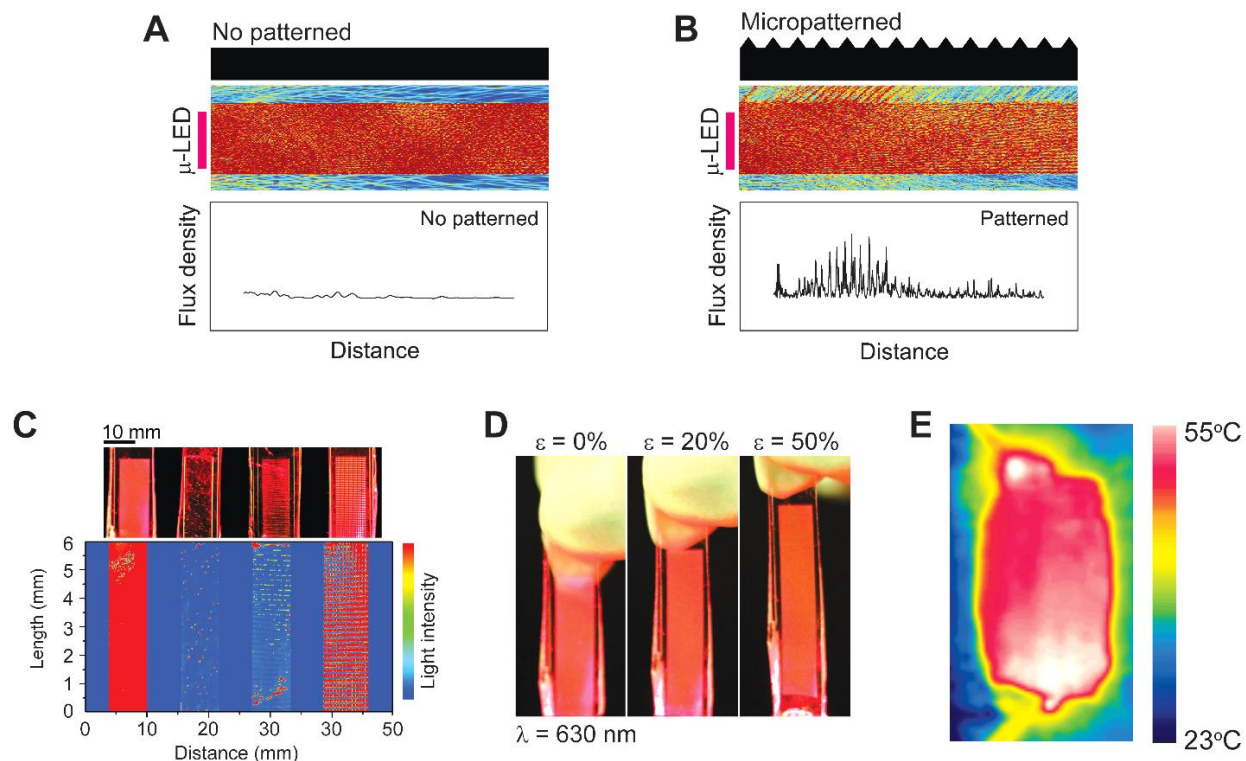 A
No patterned
μ-LED
Flux density
No patterned
Distance
B
Micropatterned
μ-LED
Flux density
Patterned
Distance
C
10 mm
Length (mm)
6
5
4
3
2
1
0
0
10
20
30
40
50
Distance (mm)
Light intensity
D
ε = 0%
ε = 20%
ε = 50%
λ = 630 nm
E
55°C
23°C